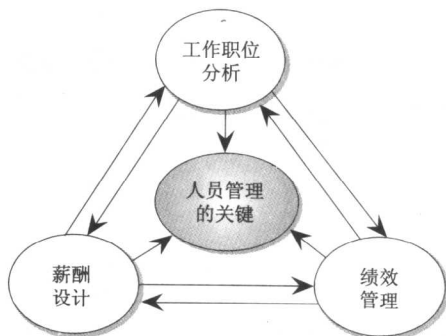 工作职位
分析
人员管理
的关键
薪酬
设计
绩效
管理